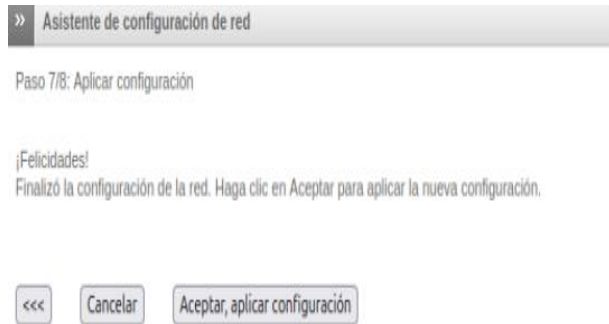 » Asistente de configuración de red
Paso 7/8: Aplicar configuración
¡Felicidades!
Finalizó la configuración de la red. Haga clic en Aceptar para aplicar la nueva configuración.
<<< Cancelar Aceptar, aplicar configuración